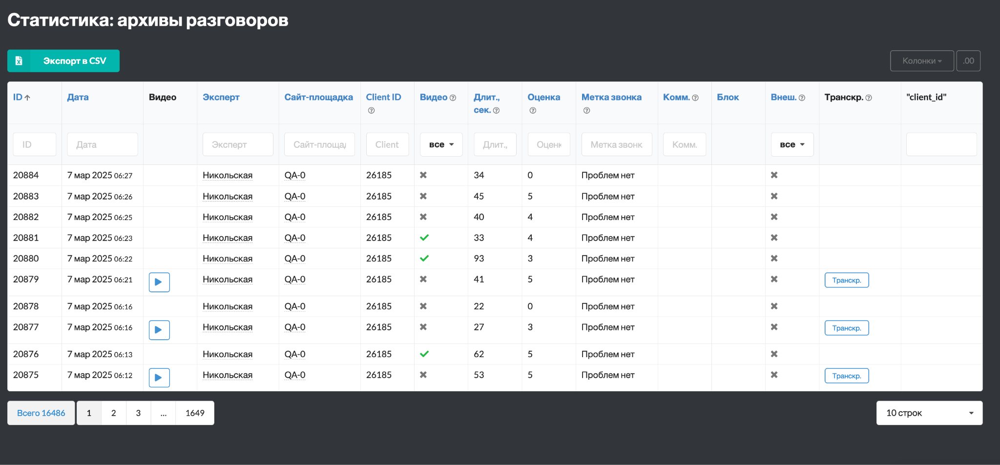 Статистика: архивы разговоров
Экспорт в CSV
Колонки .00
ID Дата Видео Эксперт Сайт-площадка Client ID Видео Длит., сек. Оценка Метка звонка Комм. Блок Внеш. Транскр. "client_id"
ID Дата Эксперт Сайт-площад Client все Длит., Оценк Метка звонк Комм. все
20884 7 мар 2025 06:27 Никольская QA-0 26185 34 0 Проблем нет
20883 7 мар 2025 06:26 Никольская QA-0 26185 45 5 Проблем нет
20882 7 мар 2025 06:25 Никольская QA-0 26185 40 4 Проблем нет
20881 7 мар 2025 06:23 Никольская QA-0 26185 33 4 Проблем нет
20880 7 мар 2025 06:22 Никольская QA-0 26185 93 3 Проблем нет
20879 7 мар 2025 06:21 Никольская QA-0 26185 41 5 Проблем нет Транскр.
20878 7 мар 2025 06:16 Никольская QA-0 26185 22 0 Проблем нет
20877 7 мар 2025 06:16 Никольская QA-0 26185 27 3 Проблем нет Транскр.
20876 7 мар 2025 06:13 Никольская QA-0 26185 62 5 Проблем нет
20875 7 мар 2025 06:12 Никольская QA-0 26185 53 5 Проблем нет Транскр.
Всего 16486 1 2 3 ... 1649 10 строк